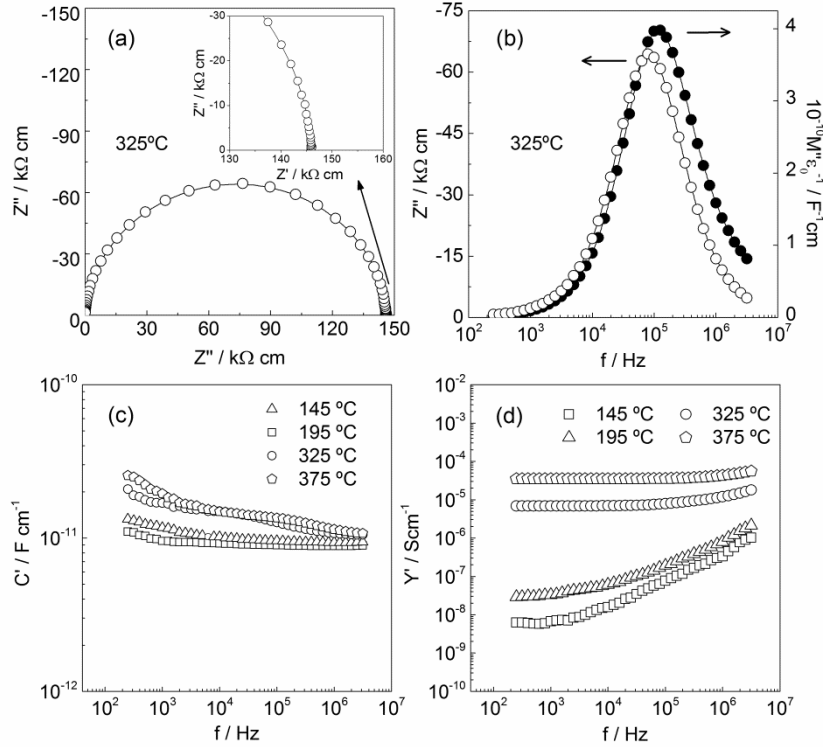 (a)
325ºC
Z'' / kΩ cm
-150
-120
-90
-60
-30
0
0 30 60 90 120 150
Z'' / kΩ cm
Z'' / kΩ cm
-30
-20
-10
0
130 140 150 160
Z' / kΩ cm
(b)
325ºC
Z'' / kΩ cm
-75
-60
-45
-30
-15
0
10² 10³ 10⁴ 10⁵ 10⁶ 10⁷
f / Hz
4
3
2
1
0
10⁻¹⁰M''ε₀⁻¹ / F⁻¹cm
(c)
145 ºC
195 ºC
325 ºC
375 ºC
C' / F cm⁻¹
10⁻¹⁰
10⁻¹¹
10⁻¹²
10² 10³ 10⁴ 10⁵ 10⁶ 10⁷
f / Hz
(d)
145 ºC 325 ºC
195 ºC 375 ºC
Y' / Scm⁻¹
10⁻²
10⁻³
10⁻⁴
10⁻⁵
10⁻⁶
10⁻⁷
10⁻⁸
10⁻⁹
10⁻¹⁰
10² 10³ 10⁴ 10⁵ 10⁶ 10⁷
f / Hz